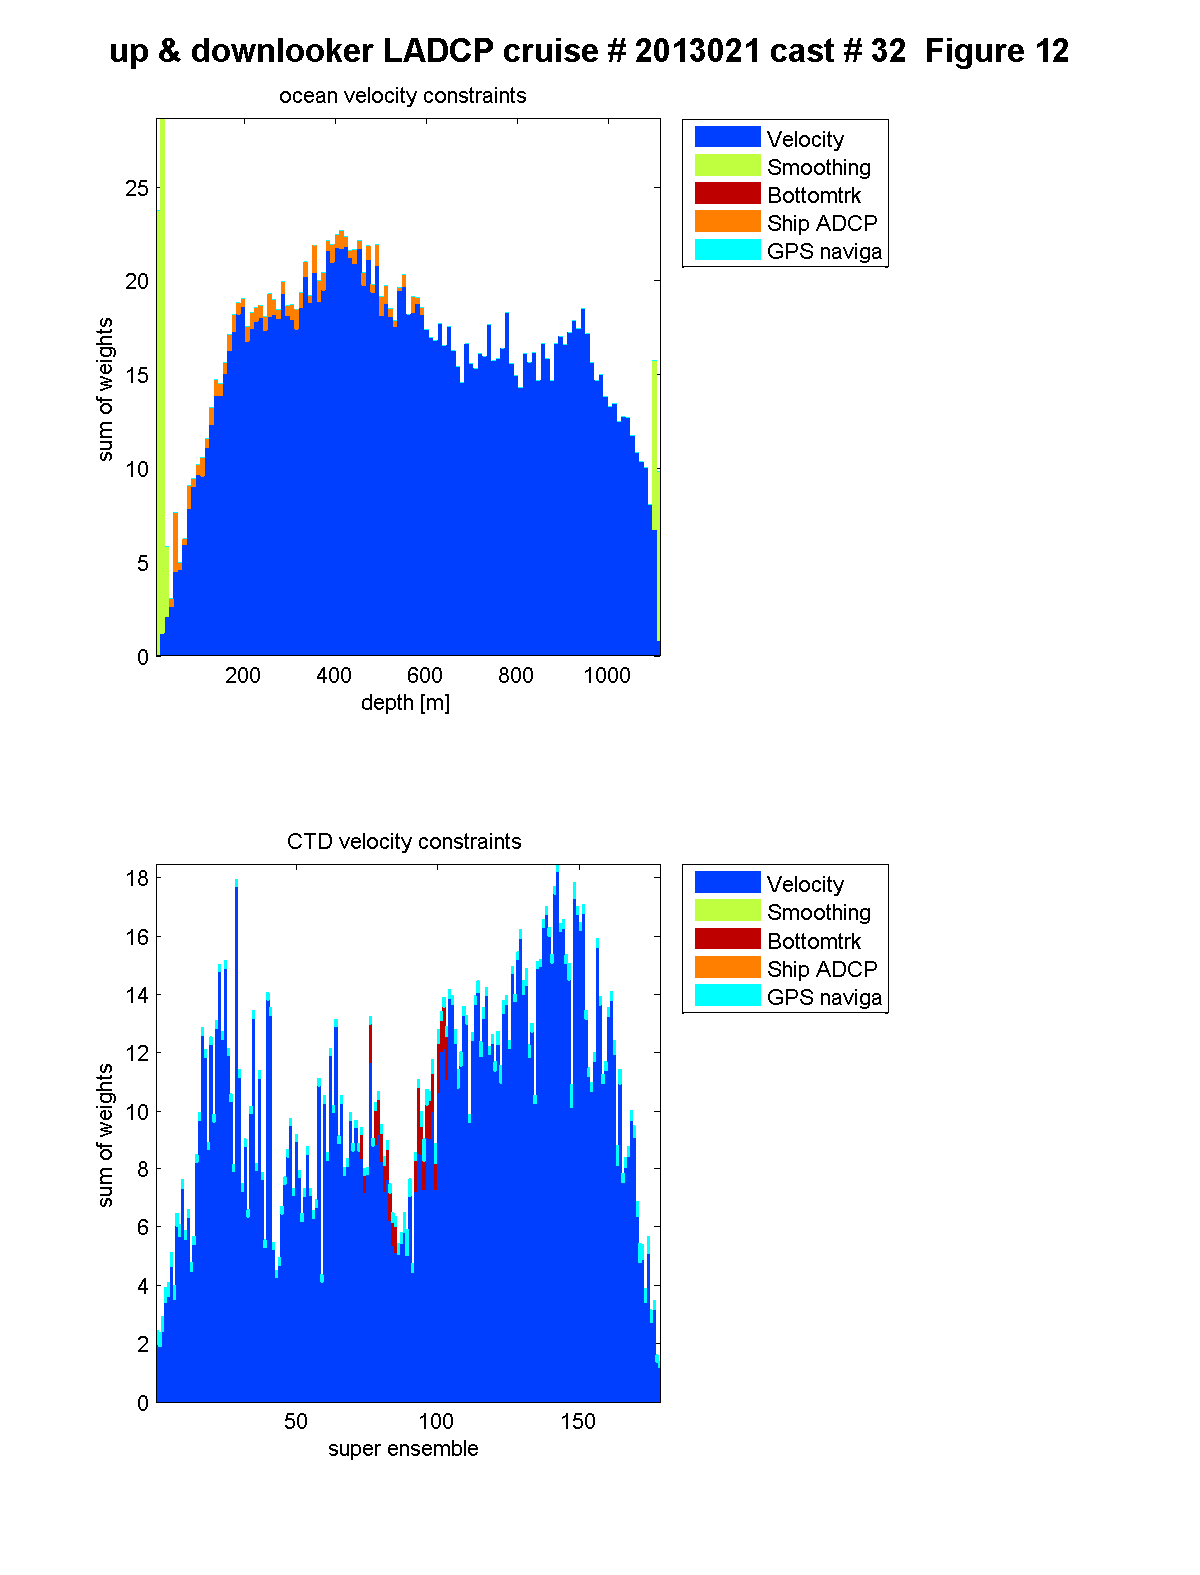 up & downlooker LADCP cruise # 2013021 cast # 32  Figure 12
ocean velocity constraints
25
20
15
10
5
0
sum of weights
200 400 600 800 1000
depth [m]
Velocity
Smoothing
Bottomtrk
Ship ADCP
GPS naviga
CTD velocity constraints
18
16
14
12
10
8
6
4
2
0
sum of weights
50 100 150
super ensemble
Velocity
Smoothing
Bottomtrk
Ship ADCP
GPS naviga